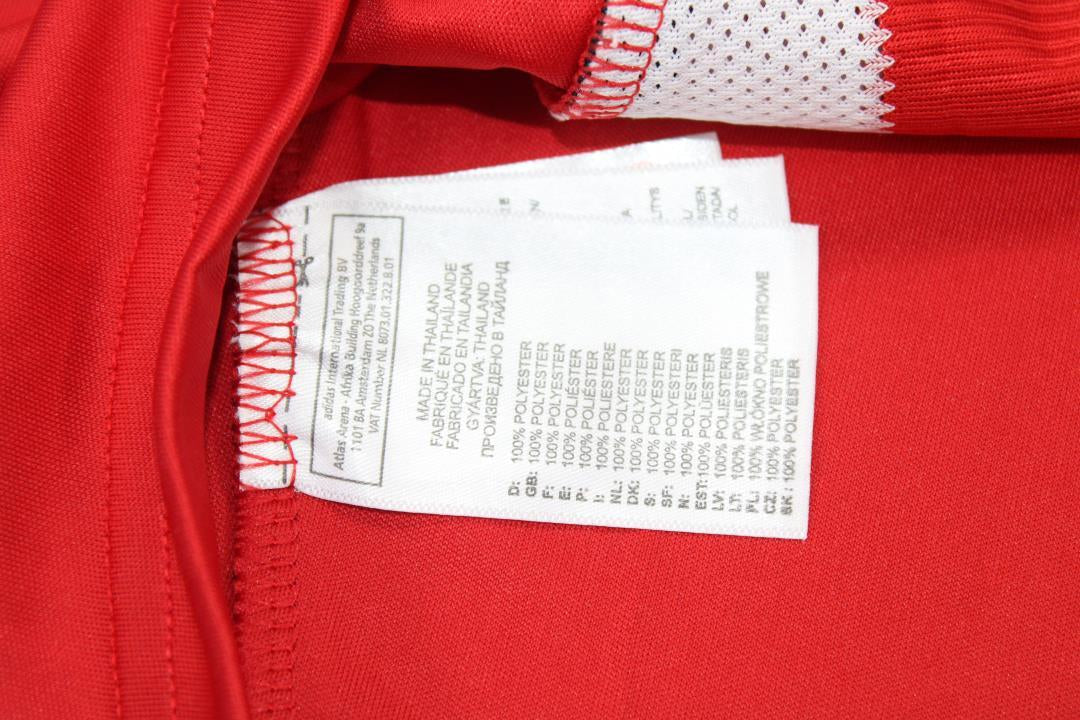 adidas International Trading BV
Atlas Arena - Afrika Building Hoogoorddreef 9a
1101 BA Amsterdam ZO The Netherlands
VAT Number NL 8073.01.322.B.01
MADE IN THAILAND
FABRIQUÉ EN THAÏLANDE
FABRICADO EN TAILANDIA
GYÁRTVA: THAILAND
ПРОИЗВЕДЕНО В ТАЙЛАНД
D: 100% POLYESTER
GB: 100% POLYESTER
F: 100% POLYESTER
E: 100% POLIÉSTER
P: 100% POLIÉSTER
I: 100% POLIESTERE
NL: 100% POLYESTER
DK: 100% POLYESTER
S: 100% POLYESTER
SF: 100% POLYESTERI
N: 100% POLYESTER
EST: 100% POLÜESTER
LV: 100% POLIESTERIS
LT: 100% POLIESTERIS
PL: 100% WŁÓKNO POLIESTROWE
CZ: 100% POLYESTER
SK: 100% POLYESTER